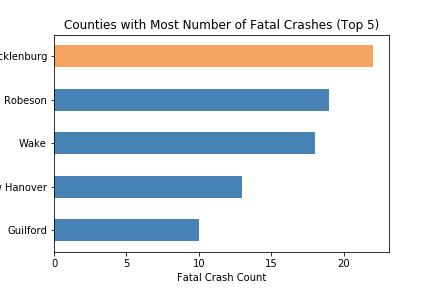 Counties with Most Number of Fatal Crashes (Top 5)
cklenburg
Robeson
Wake
Hanover
Guilford
0 5 10 15 20
Fatal Crash Count